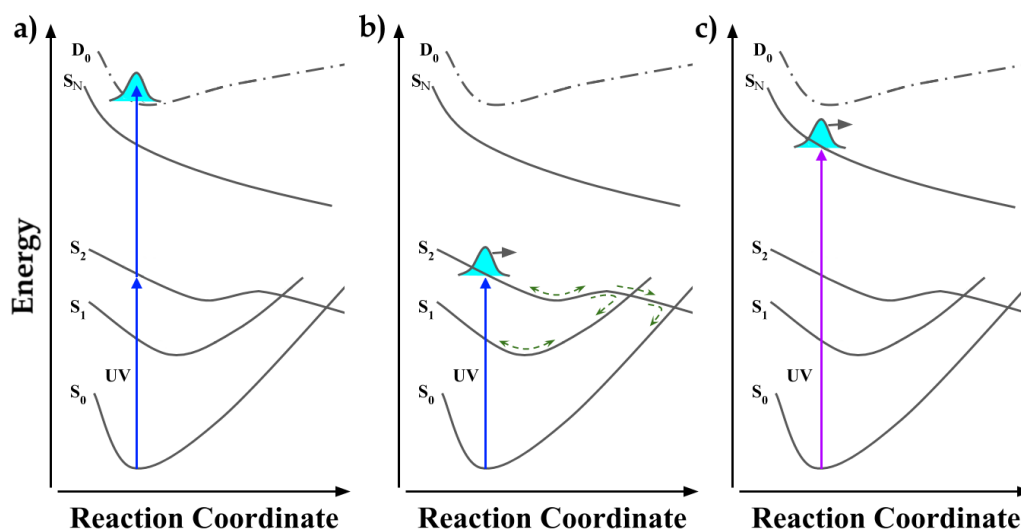 a)
D0
SN
S2
S1
S0
UV
Energy
Reaction Coordinate
b)
D0
SN
S2
S1
S0
UV
Reaction Coordinate
c)
D0
SN
S2
S1
S0
UV
Reaction Coordinate